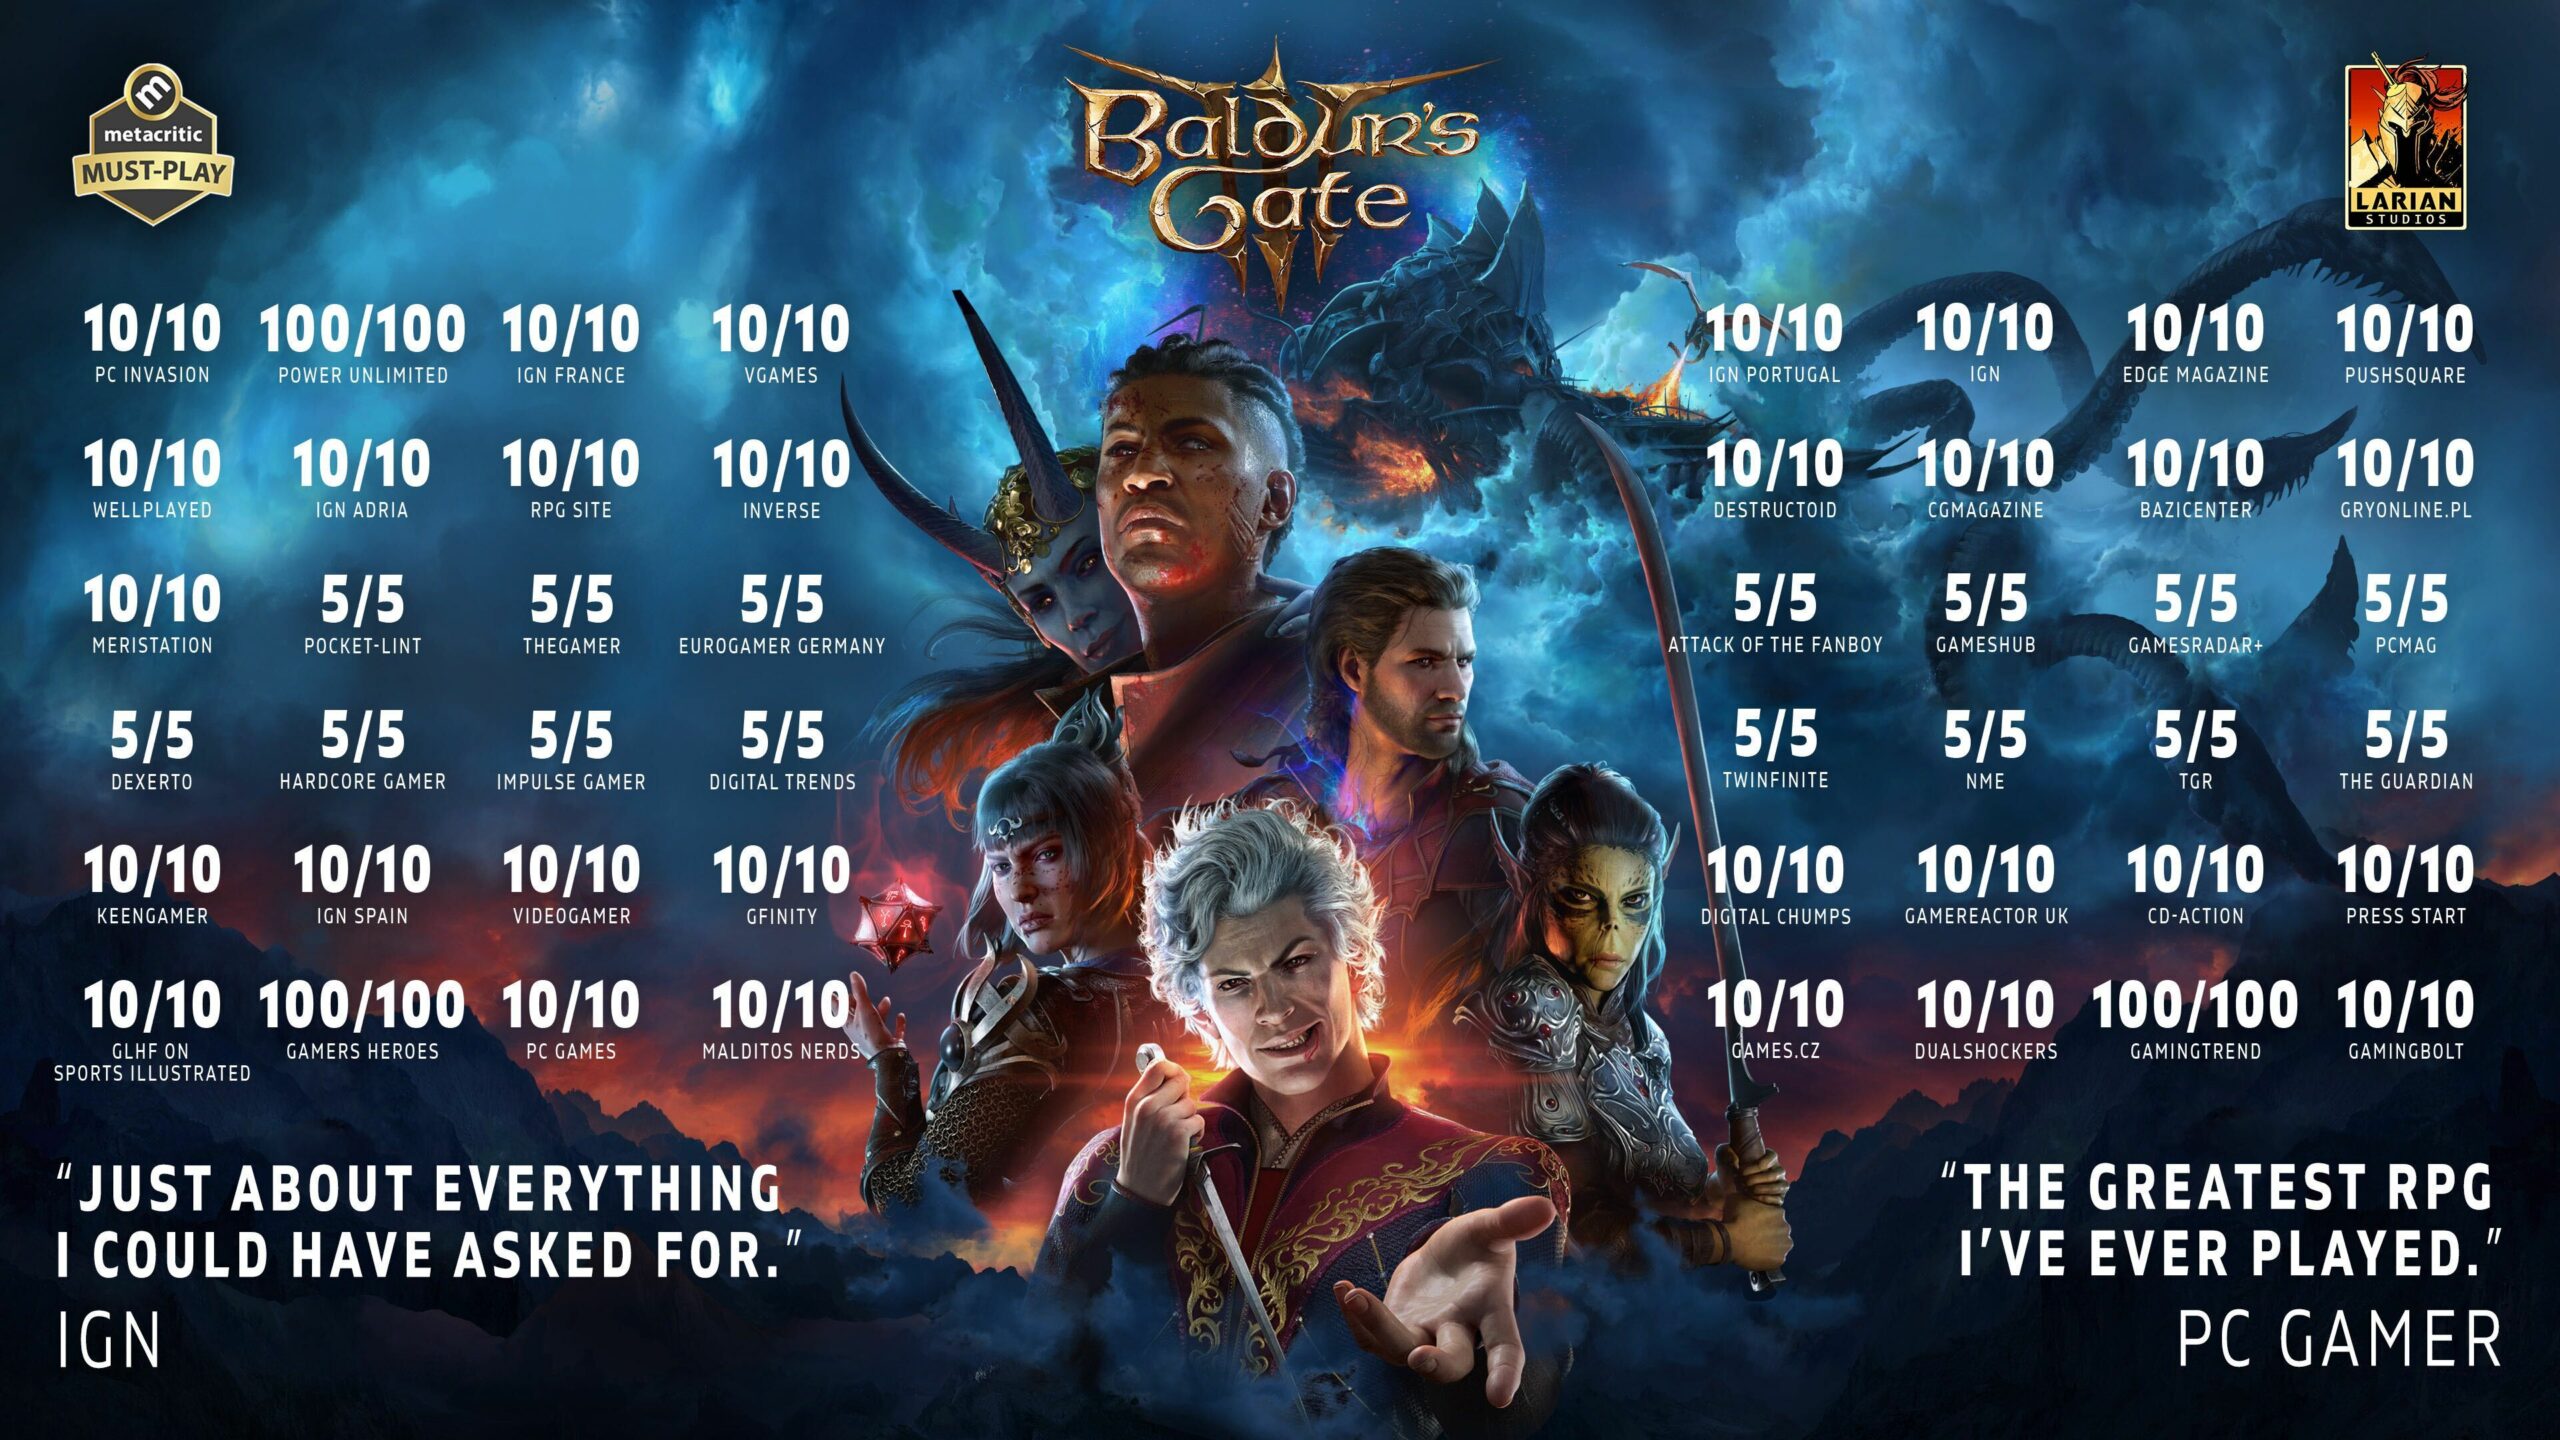 metacritic
MUST-PLAY
Baldur's
Gate
III
LARIAN
STUDIOS
10/10
PC INVASION
100/100
POWER UNLIMITED
10/10
IGN FRANCE
10/10
VGAMES
10/10
WELLPLAYED
10/10
IGN ADRIA
10/10
RPG SITE
10/10
INVERSE
10/10
MERISTATION
5/5
POCKET-LINT
5/5
THEGAMER
5/5
EUROGAMER GERMANY
5/5
DEXERTO
5/5
HARDCORE GAMER
5/5
IMPULSE GAMER
5/5
DIGITAL TRENDS
10/10
KEENGAMER
10/10
IGN SPAIN
10/10
VIDEOGAMER
10/10
GFINITY
10/10
GLHF ON
SPORTS ILLUSTRATED
100/100
GAMERS HEROES
10/10
PC GAMES
10/10
MALDITOS NERDS
10/10
IGN PORTUGAL
10/10
IGN
10/10
EDGE MAGAZINE
10/10
PUSHSQUARE
10/10
DESTRUCTOID
10/10
CGMAGAZINE
10/10
BAZICENTER
10/10
GRYONLINE.PL
5/5
ATTACK OF THE FANBOY
5/5
GAMESHUB
5/5
GAMESRADAR+
5/5
PCMAG
5/5
TWINFINITE
5/5
NME
5/5
TGR
5/5
THE GUARDIAN
10/10
DIGITAL CHUMPS
10/10
GAMEREACTOR UK
10/10
CD-ACTION
10/10
PRESS START
10/10
GAMES.CZ
10/10
DUALSHOCKERS
100/100
GAMINGTREND
10/10
GAMINGBOLT
“JUST ABOUT EVERYTHING
I COULD HAVE ASKED FOR.”
IGN
“THE GREATEST RPG
I'VE EVER PLAYED.”
PC GAMER